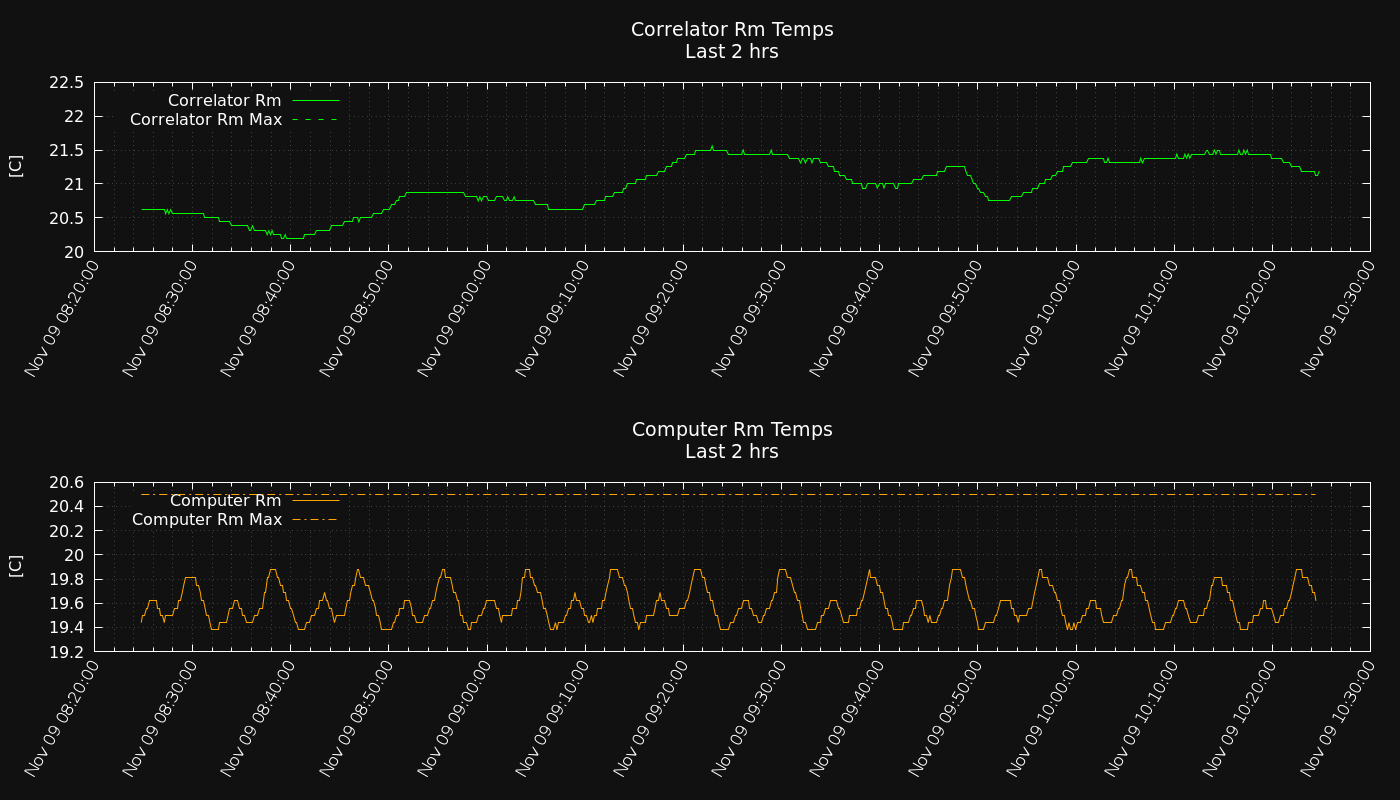 Correlator Rm Temps
Last 2 hrs
22.5
22
21.5
21
20.5
20
[C]
Correlator Rm
Correlator Rm Max
Nov 09 08:20:00
Nov 09 08:30:00
Nov 09 08:40:00
Nov 09 08:50:00
Nov 09 09:00:00
Nov 09 09:10:00
Nov 09 09:20:00
Nov 09 09:30:00
Nov 09 09:40:00
Nov 09 09:50:00
Nov 09 10:00:00
Nov 09 10:10:00
Nov 09 10:20:00
Nov 09 10:30:00
Computer Rm Temps
Last 2 hrs
20.6
20.4
20.2
20
19.8
19.6
19.4
19.2
[C]
Computer Rm
Computer Rm Max
Nov 09 08:20:00
Nov 09 08:30:00
Nov 09 08:40:00
Nov 09 08:50:00
Nov 09 09:00:00
Nov 09 09:10:00
Nov 09 09:20:00
Nov 09 09:30:00
Nov 09 09:40:00
Nov 09 09:50:00
Nov 09 10:00:00
Nov 09 10:10:00
Nov 09 10:20:00
Nov 09 10:30:00